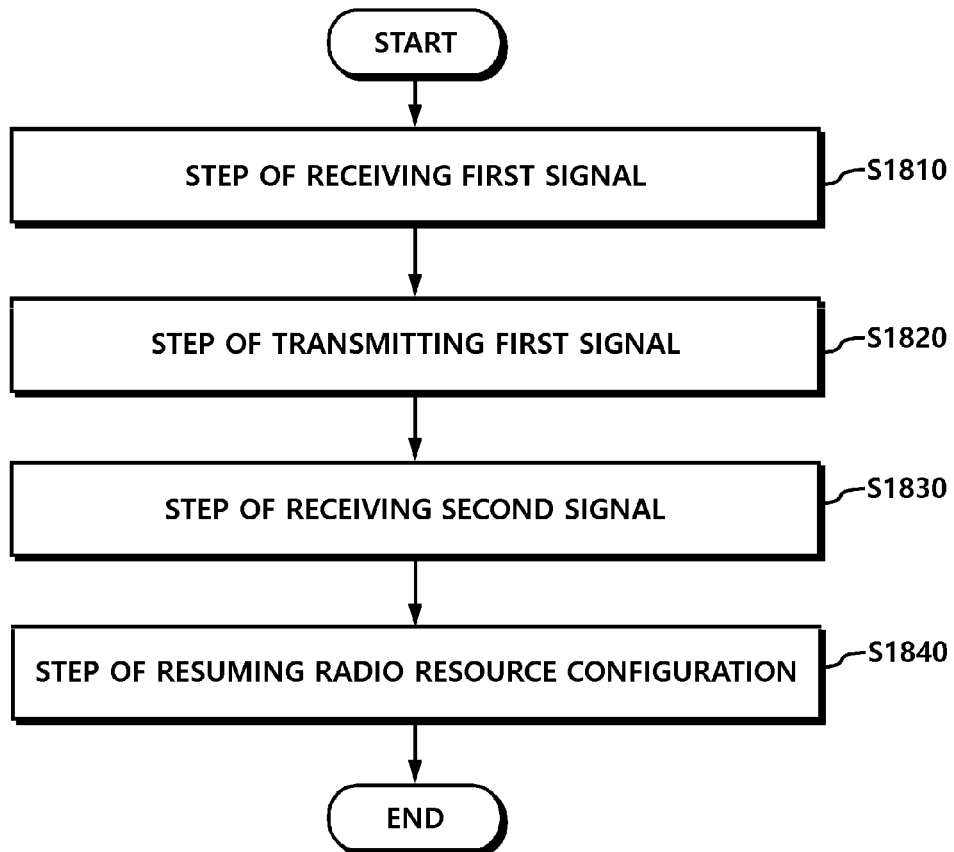 START
STEP OF RECEIVING FIRST SIGNAL
S1810
STEP OF TRANSMITTING FIRST SIGNAL
S1820
STEP OF RECEIVING SECOND SIGNAL
S1830
STEP OF RESUMING RADIO RESOURCE CONFIGURATION
S1840
END